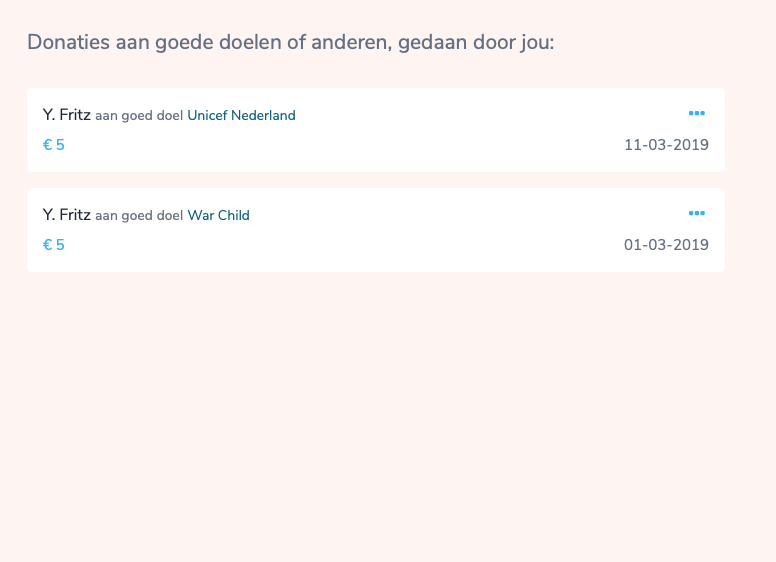 Donaties aan goede doelen of anderen, gedaan door jou:
Y. Fritz aan goed doel Unicef Nederland
€ 5 11-03-2019
Y. Fritz aan goed doel War Child
€ 5 01-03-2019